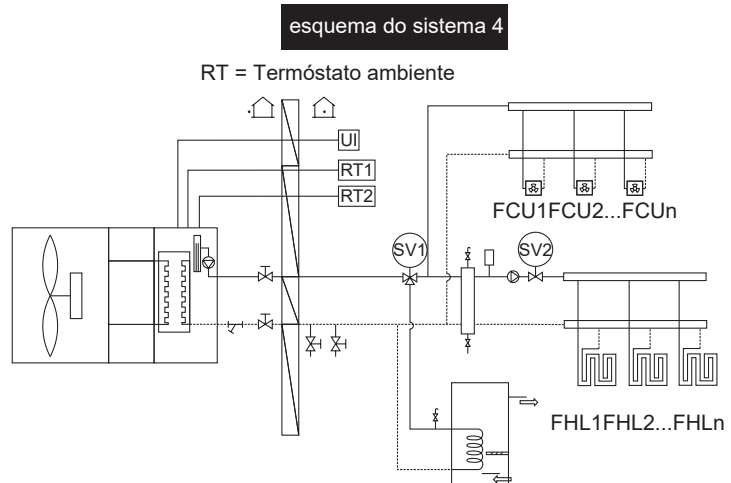 esquema do sistema 4
RT = Termóstato ambiente
UI
RT1
RT2
FCU1FCU2...FCUn
SV1
SV2
FHL1FHL2...FHLn